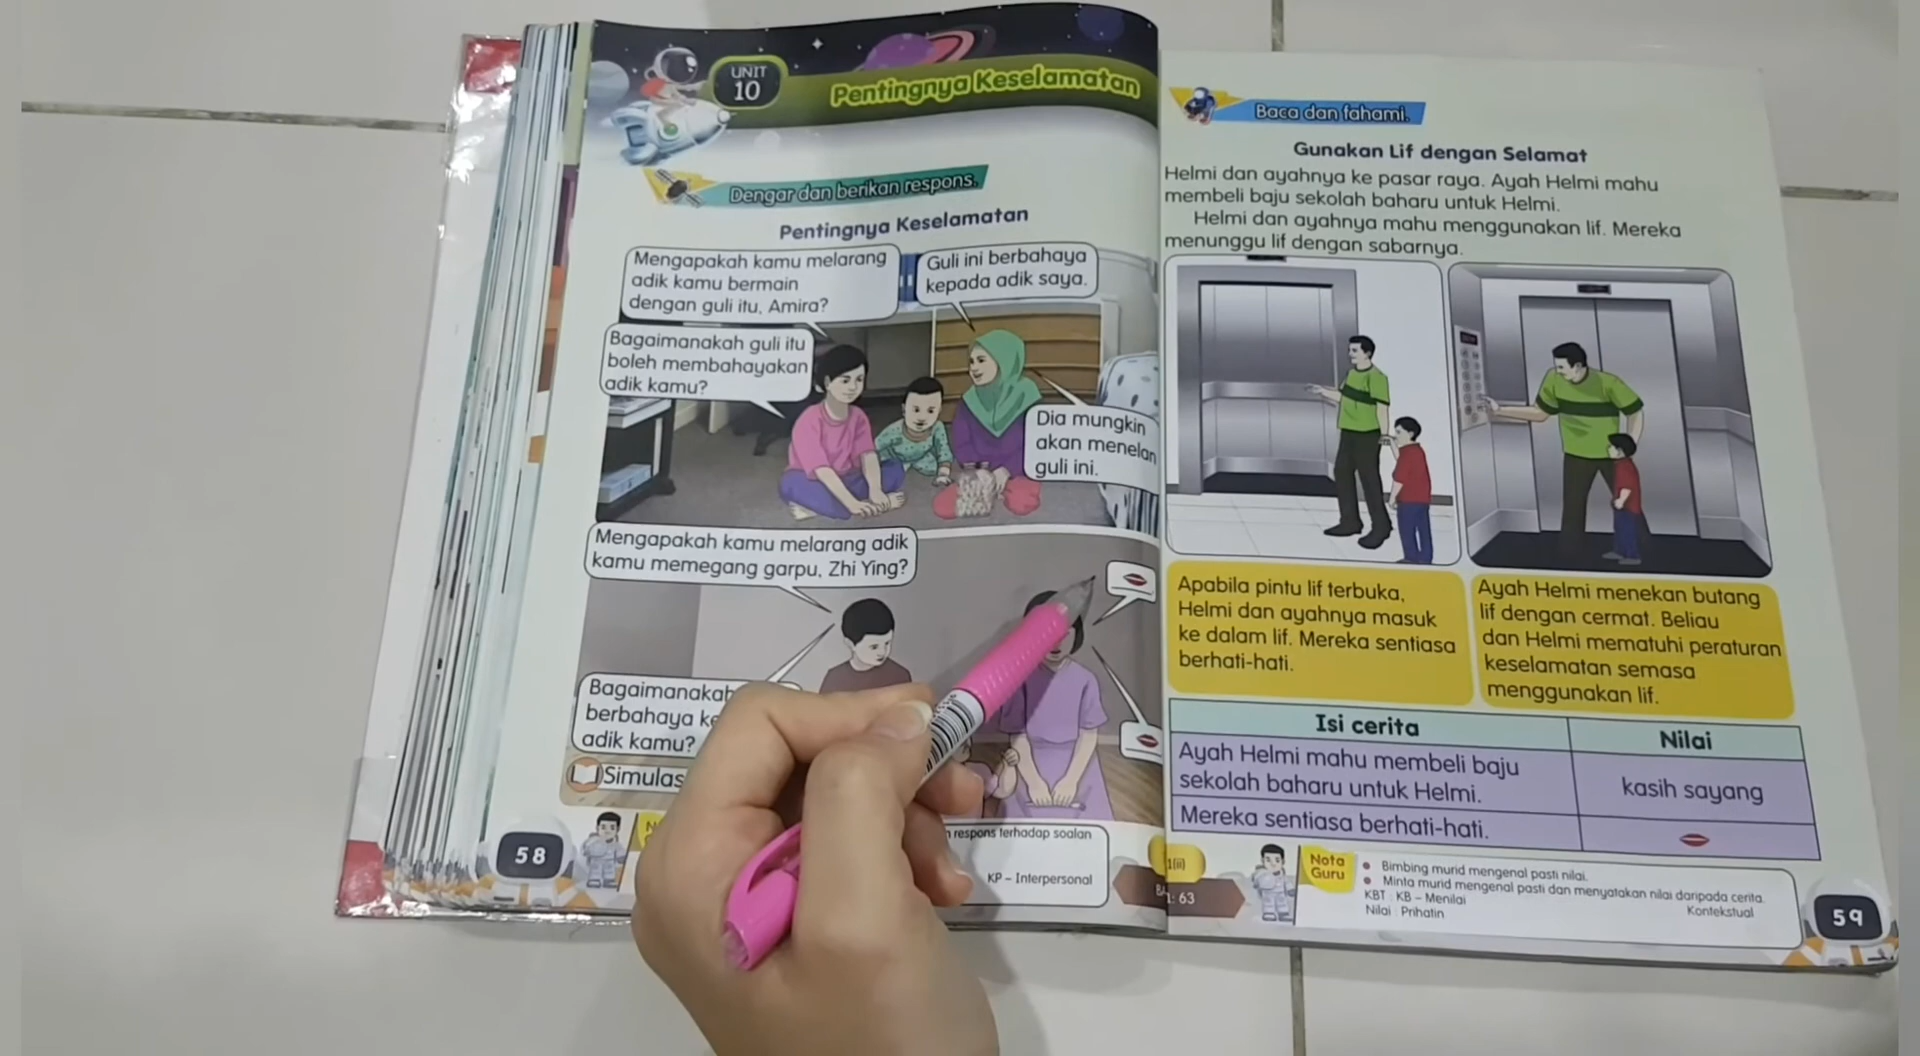 UNIT
10
Pentingnya Keselamatan
Dengar dan berikan respons.
Pentingnya Keselamatan
Mengapakah kamu melarang
adik kamu bermain
dengan guli itu, Amira?
Guli ini berbahaya
kepada adik saya.
Bagaimanakah guli itu
boleh membahayakan
adik kamu?
Dia mungkin
akan menelan
guli ini.
Mengapakah kamu melarang adik
kamu memegang garpu, Zhi Ying?
Bagaimanakah
berbahaya
adik kamu?
respons terhadap soalan
KP - Interpersonal
58
Baca dan fahami.
Gunakan Lif dengan Selamat
Helmi dan ayahnya ke pasar raya. Ayah Helmi mahu
membeli baju sekolah baharu untuk Helmi.
Helmi dan ayahnya mahu menggunakan lif. Mereka
menunggu lif dengan sabarnya.
Apabila pintu lif terbuka,
Helmi dan ayahnya masuk
ke dalam lif. Mereka sentiasa
berhati-hati.
Ayah Helmi menekan butang
lif dengan cermat. Beliau
dan Helmi mematuhi peraturan
keselamatan semasa
menggunakan lif.
Isi cerita
Nilai
Ayah Helmi mahu membeli baju
sekolah baharu untuk Helmi.
kasih sayang
Mereka sentiasa berhati-hati.
Nota
Guru
• Bimbing murid mengenal pasti nilai.
• Minta murid mengenal pasti dan menyatakan nilai daripada cerita.
KBT : KB - Menilai
Kontekstual
Nilai : Prihatin
59